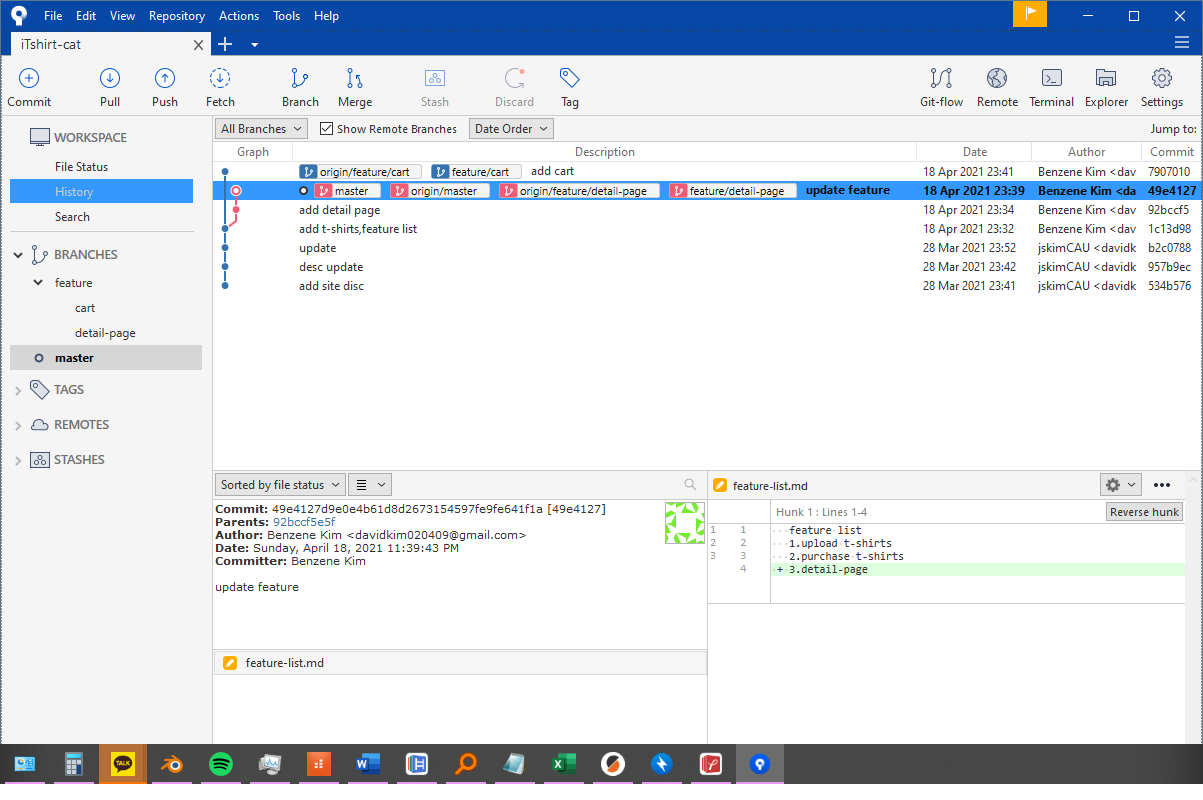 File Edit View Repository Actions Tools Help
iTshirt-cat
Commit Pull Push Fetch Branch Merge Stash Discard Tag Git-flow Remote Terminal Explorer Settings
WORKSPACE
File Status
History
Search
BRANCHES
feature
cart
detail-page
master
TAGS
REMOTES
STASHES
All Branches Show Remote Branches Date Order Jump to:
Graph Description Date Author Commit
origin/feature/cart feature/cart add cart 18 Apr 2021 23:41 Benzene Kim <dav 7907010
master origin/master origin/feature/detail-page feature/detail-page update feature 18 Apr 2021 23:39 Benzene Kim <da 49e4127
add detail page 18 Apr 2021 23:34 Benzene Kim <dav 92bccf5
add t-shirts,feature list 18 Apr 2021 23:32 Benzene Kim <dav 1c13d98
update 28 Mar 2021 23:52 jskimCAU <davidk b2c0788
desc update 28 Mar 2021 23:42 jskimCAU <davidk 957b9ec
add site disc 28 Mar 2021 23:41 jskimCAU <davidk 534b576
Sorted by file status
Commit: 49e4127d9e0e4b61d8d2673154597fe9fe641f1a [49e4127]
Parents: 92bccf5e5f
Author: Benzene Kim <davidkim020409@gmail.com>
Date: Sunday, April 18, 2021 11:39:43 PM
Committer: Benzene Kim
update feature
feature-list.md
feature-list.md
Hunk 1 : Lines 1-4 Reverse hunk
1 1 feature list
2 2 1.upload t-shirts
3 3 2.purchase t-shirts
4 + 3.detail-page
TALK